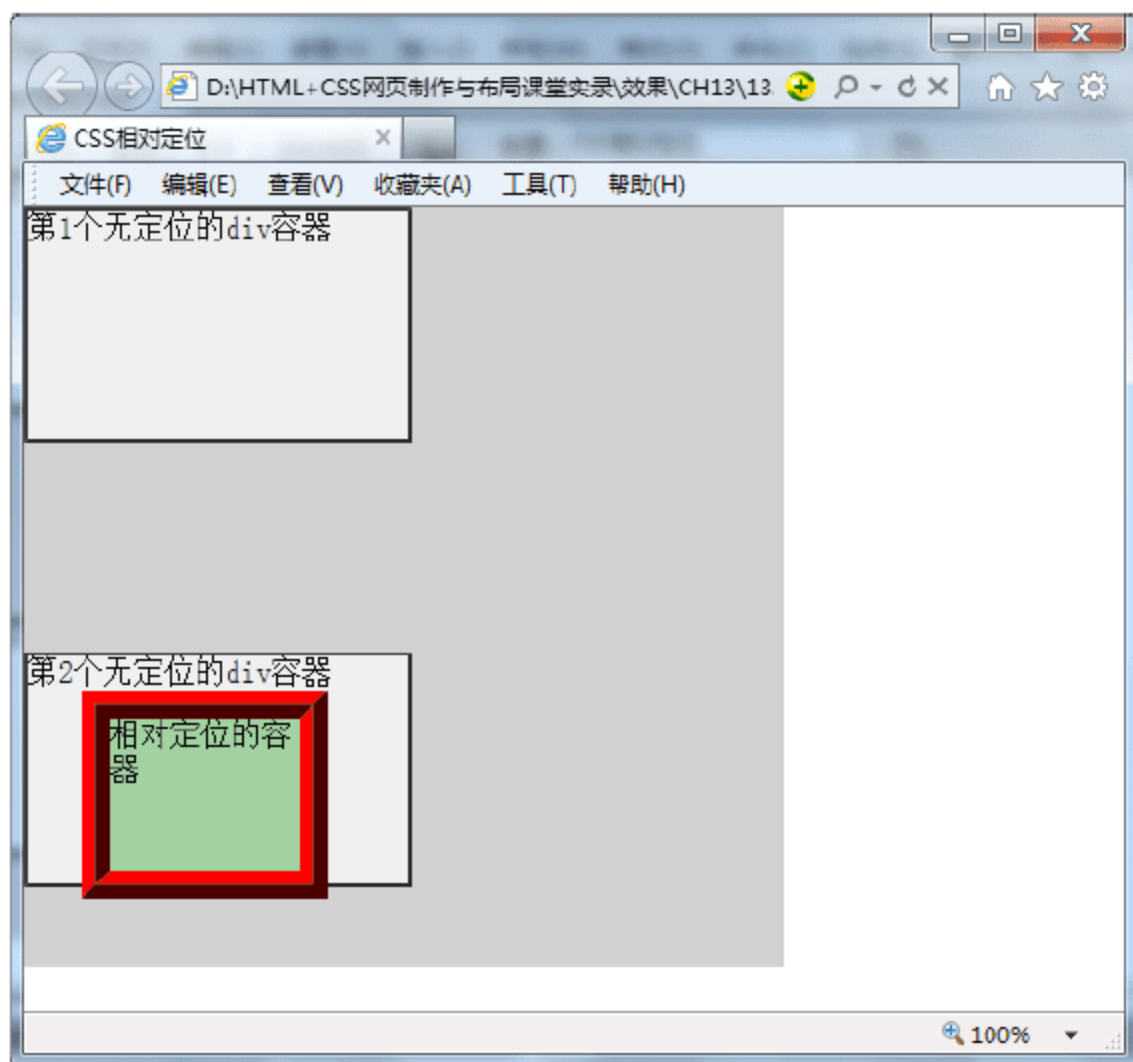 D:\HTML+CSS网页制作与布局课堂实录\效果\CH13\13.
CSS相对定位
文件(F) 编辑(E) 查看(V) 收藏夹(A) 工具(T) 帮助(H)
第1个无定位的div容器
第2个无定位的div容器
相对定位的容
器
100%